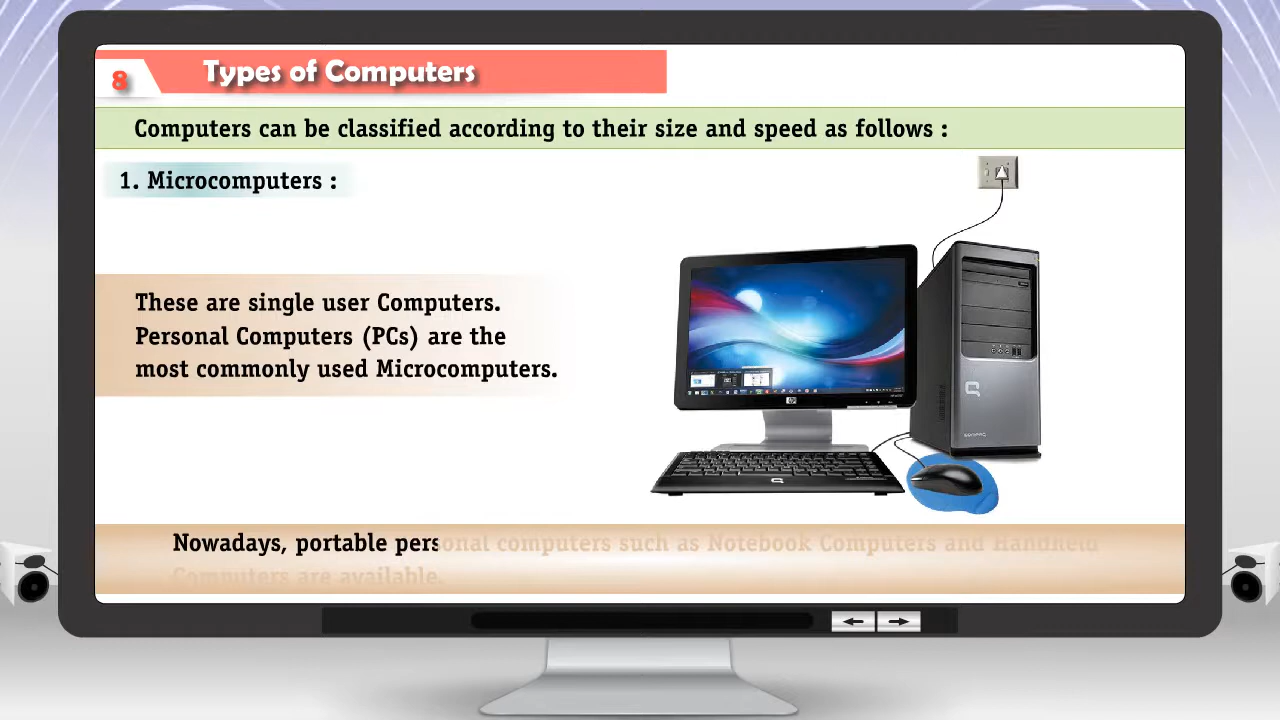 8
Types of Computers
Computers can be classified according to their size and speed as follows :
1. Microcomputers :
These are single user Computers.
Personal Computers (PCs) are the
most commonly used Microcomputers.
Nowadays, portable personal computers such as Notebook Computers and Handheld
Computers are available.